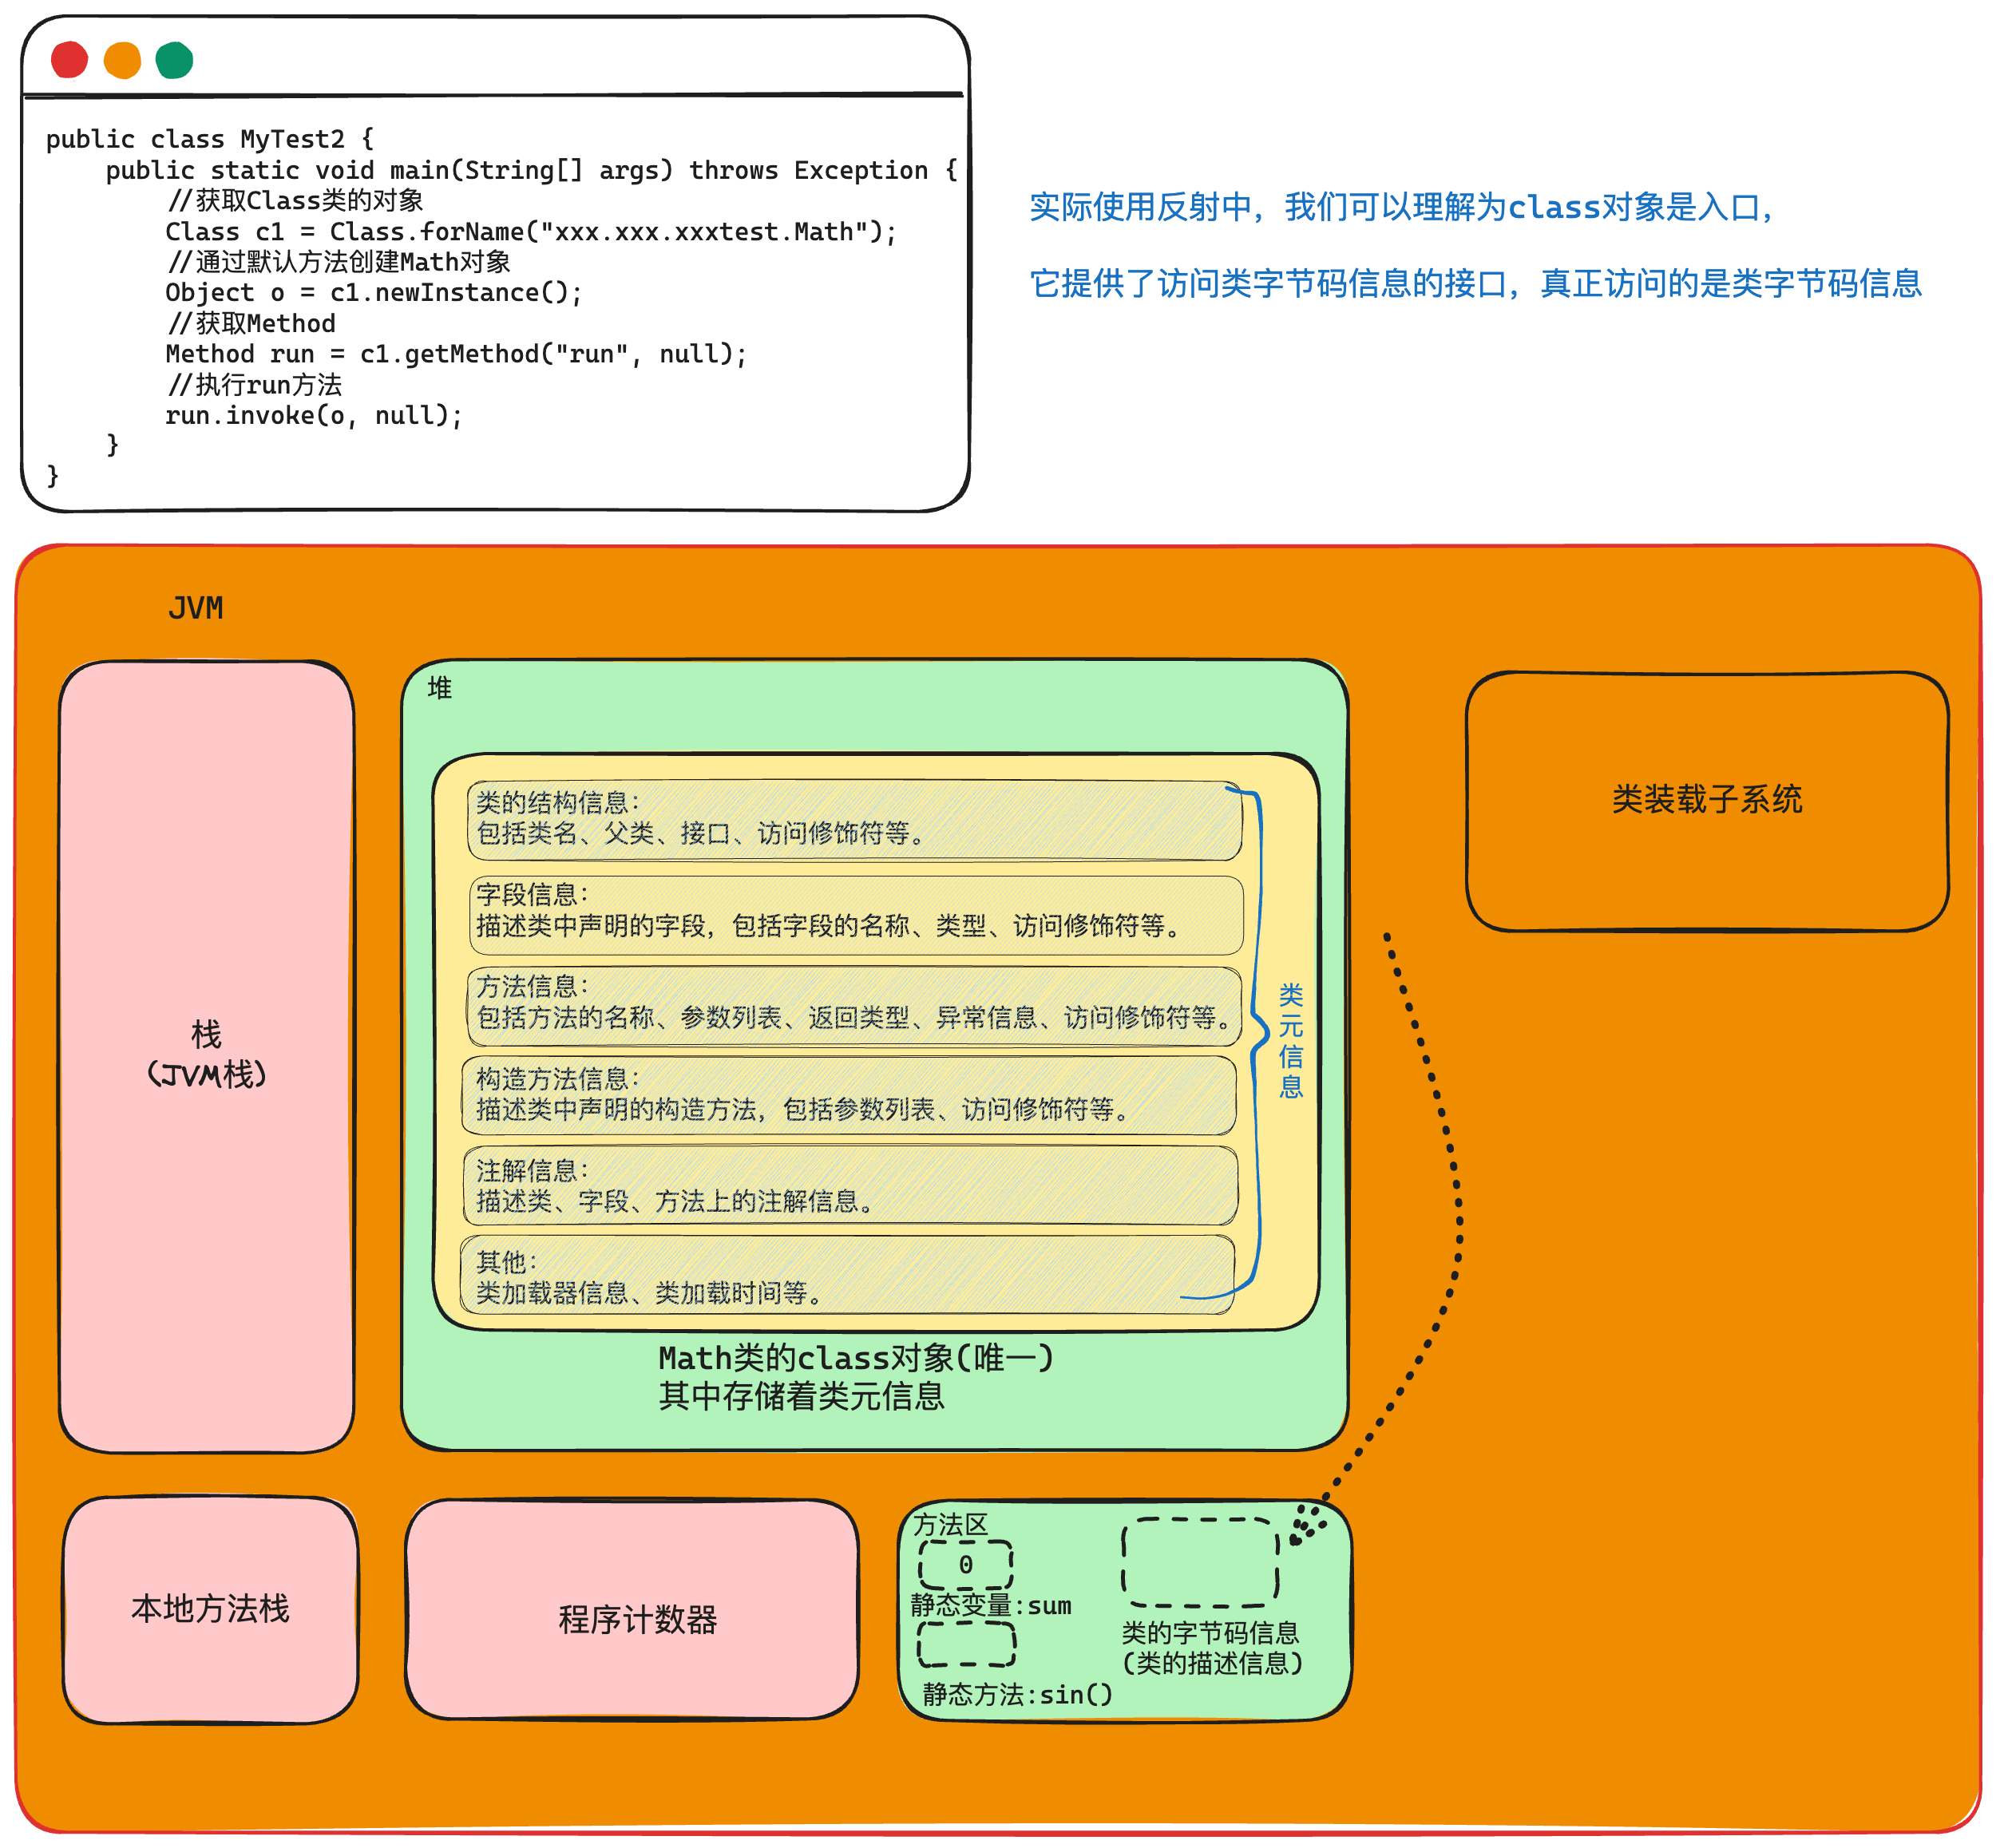 public class MyTest2 {
    public static void main(String[] args) throws Exception {
        //获取Class类的对象
        Class c1 = Class.forName("xxx.xxx.xxxtest.Math");
        //通过默认方法创建Math对象
        Object o = c1.newInstance();
        //获取Method
        Method run = c1.getMethod("run", null);
        //执行run方法
        run.invoke(o, null);
    }
}
实际使用反射中，我们可以理解为class对象是入口，
它提供了访问类字节码信息的接口，真正访问的是类字节码信息
JVM
栈
（JVM栈）
堆
类的结构信息：
包括类名、父类、接口、访问修饰符等。
字段信息：
描述类中声明的字段，包括字段的名称、类型、访问修饰符等。
方法信息：
包括方法的名称、参数列表、返回类型、异常信息、访问修饰符等。
构造方法信息：
描述类中声明的构造方法，包括参数列表、访问修饰符等。
注解信息：
描述类、字段、方法上的注解信息。
其他：
类加载器信息、类加载时间等。
类
元
信
息
Math类的class对象(唯一)
其中存储着类元信息
类装载子系统
本地方法栈
程序计数器
方法区
0
静态变量:sum
静态方法:sin()
类的字节码信息
(类的描述信息)